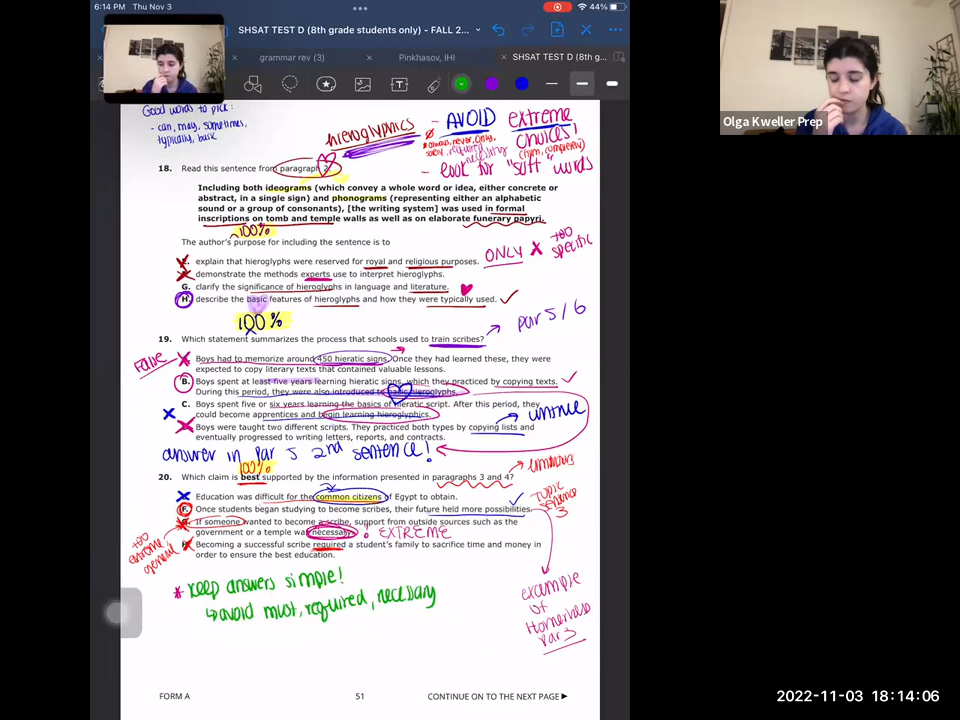 6:14 PM Thu Nov 3
44%
SHSAT TEST D (8th grade students only) - FALL 2...
grammar rev (3)
Pinkhasov, IHI
SHSAT TEST D (8th g...
Olga Kweller Prep
Good words to pick:
- can, may, sometimes,
typically, basic
hieroglyphics
- AVOID extreme
choices!
always, never, only,
solely, required
necessity
(firm, completely)
- look for "soft" words
18. Read this sentence from paragraph 2.
Including both ideograms (which convey a whole word or idea, either concrete or
abstract, in a single sign) and phonograms (representing either an alphabetic
sound or a group of consonants), [the writing system] was used in formal
inscriptions on tomb and temple walls as well as on elaborate funerary papyri.
100%
The author's purpose for including the sentence is to
explain that hieroglyphs were reserved for royal and religious purposes.
ONLY X too
specific
demonstrate the methods experts use to interpret hieroglyphs.
G. clarify the significance of hieroglyphs in language and literature.
H. describe the basic features of hieroglyphs and how they were typically used.
100%
par 5/6
19. Which statement summarizes the process that schools used to train scribes?
False
Boys had to memorize around 450 hieratic signs. Once they had learned these, they were
expected to copy literary texts that contained valuable lessons.
B. Boys spent at least five years learning hieratic signs, which they practiced by copying texts.
During this period, they were also introduced to basic hieroglyphs.
C. Boys spent five or six years learning the basics of hieratic script. After this period, they
could become apprentices and begin learning hieroglyphics.
untrue
Boys were taught two different scripts. They practiced both types by copying lists and
eventually progressed to writing letters, reports, and contracts.
answer in Par 5 2nd sentence!
100%
20. Which claim is best supported by the information presented in paragraphs 3 and 4?
Education was difficult for the common citizens of Egypt to obtain.
F. Once students began studying to become scribes, their future held more possibilities.
topic
sentence
3
If someone wanted to become a scribe, support from outside sources such as the
government or a temple was necessary.
! EXTREME
Becoming a successful scribe required a student's family to sacrifice time and money in
order to ensure the best education.
too
extreme
general
* keep answers simple!
↳ avoid must, required, necessary
example
of
Par 3
FORM A
51
CONTINUE ON TO THE NEXT PAGE ▶
2022-11-03 18:14:06